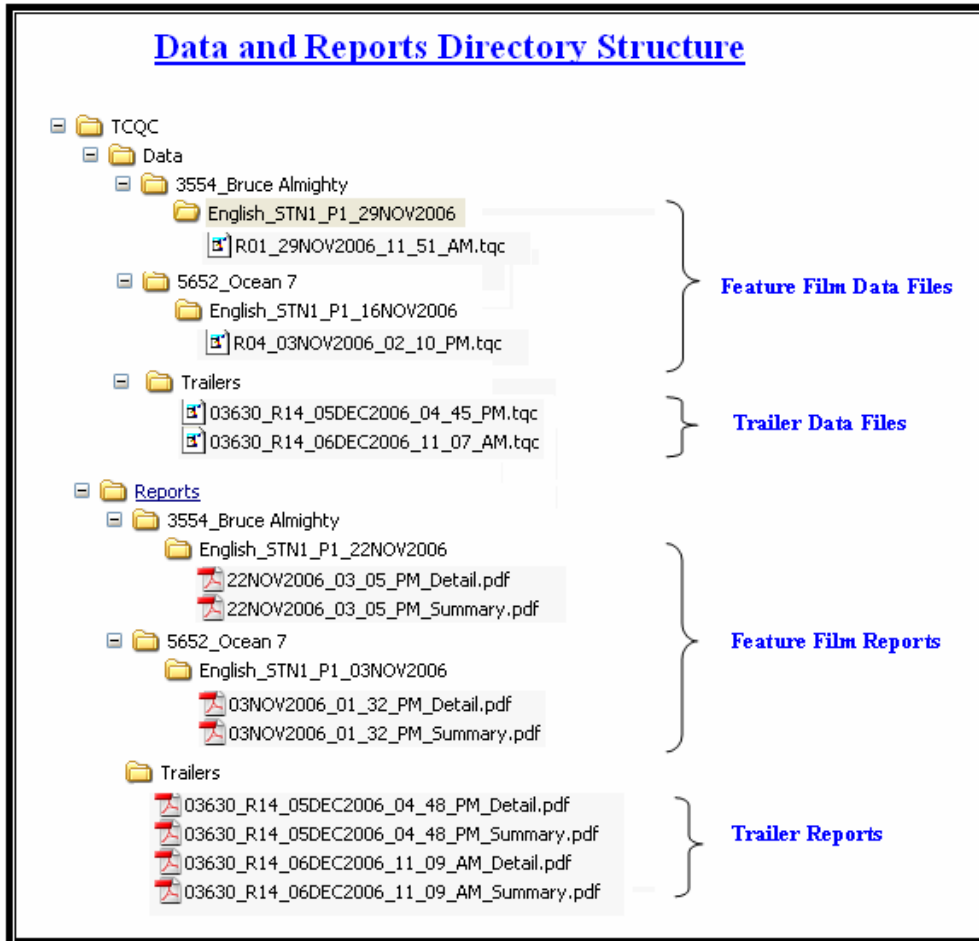 Data and Reports Directory Structure
TCQC
Data
3554_Bruce Almighty
English_STN1_P1_29NOV2006
R01_29NOV2006_11_51_AM.tqc
5652_Ocean 7
English_STN1_P1_16NOV2006
R04_03NOV2006_02_10_PM.tqc
Feature Film Data Files
Trailers
03630_R14_05DEC2006_04_45_PM.tqc
03630_R14_06DEC2006_11_07_AM.tqc
Trailer Data Files
Reports
3554_Bruce Almighty
English_STN1_P1_22NOV2006
22NOV2006_03_05_PM_Detail.pdf
22NOV2006_03_05_PM_Summary.pdf
5652_Ocean 7
English_STN1_P1_03NOV2006
03NOV2006_01_32_PM_Detail.pdf
03NOV2006_01_32_PM_Summary.pdf
Feature Film Reports
Trailers
03630_R14_05DEC2006_04_48_PM_Detail.pdf
03630_R14_05DEC2006_04_48_PM_Summary.pdf
03630_R14_06DEC2006_11_09_AM_Detail.pdf
03630_R14_06DEC2006_11_09_AM_Summary.pdf
Trailer Reports